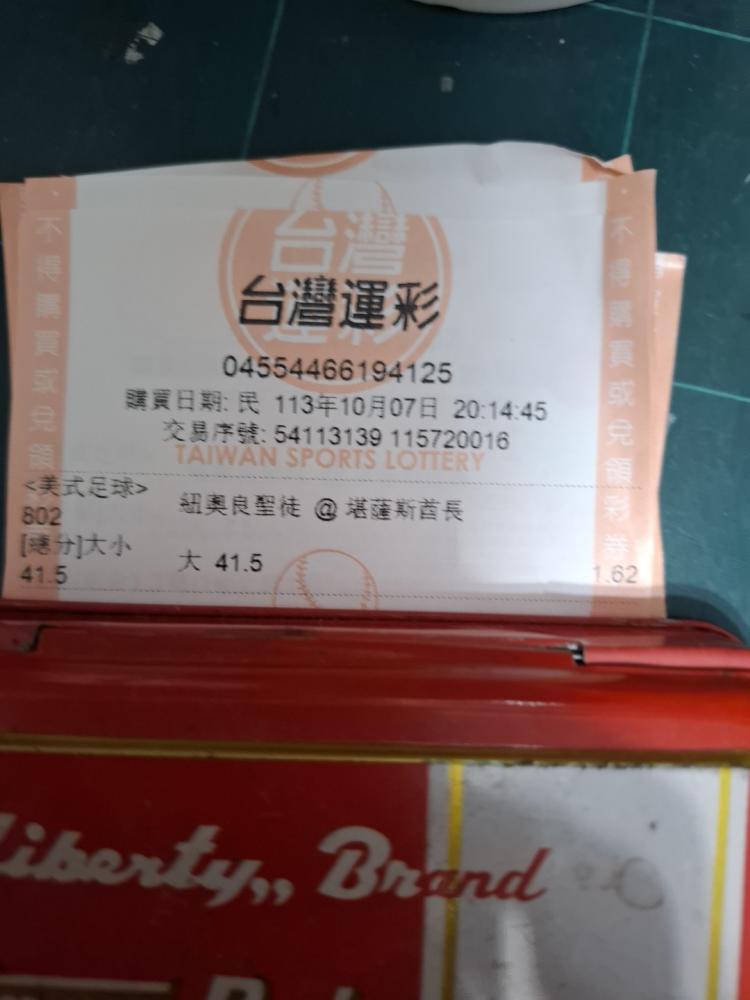 台灣
運彩
台灣運彩
04554466194125
購買日期: 民 113年10月07日 20:14:45
交易序號: 54113139 115720016
TAIWAN SPORTS LOTTERY
<美式足球>
802
紐奧良聖徒 @ 堪薩斯酋長
[總分]大小
41.5
大 41.5
1.62
不得購買或兌領
不得購買或兌領彩券
Liberty,, Brand